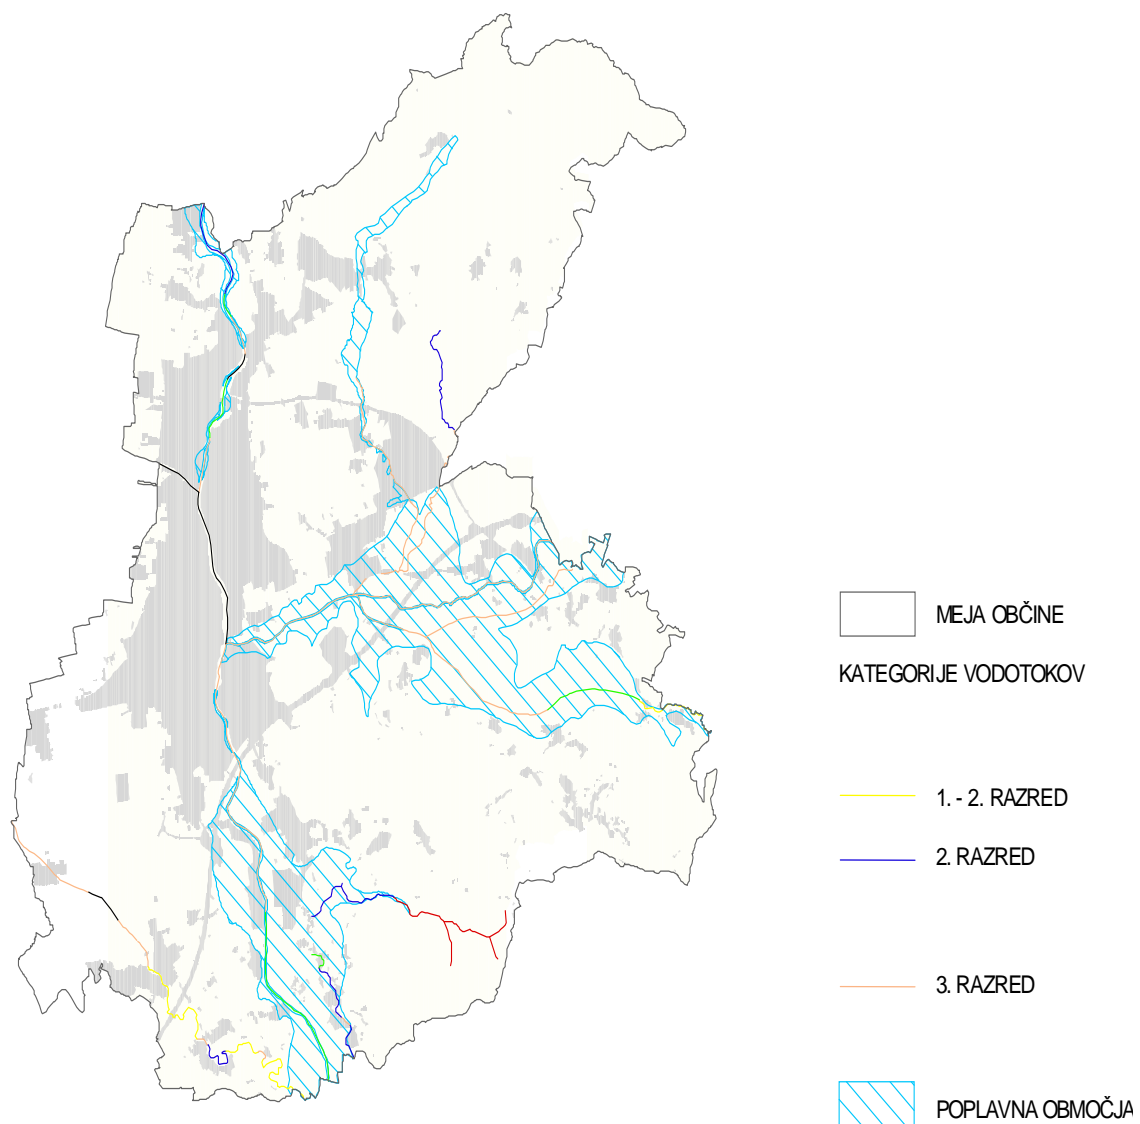 MEJA OBČINE
KATEGORIJE VODOTOKOV
1. - 2. RAZRED
2. RAZRED
3. RAZRED
POPLAVNA OBMOČJA